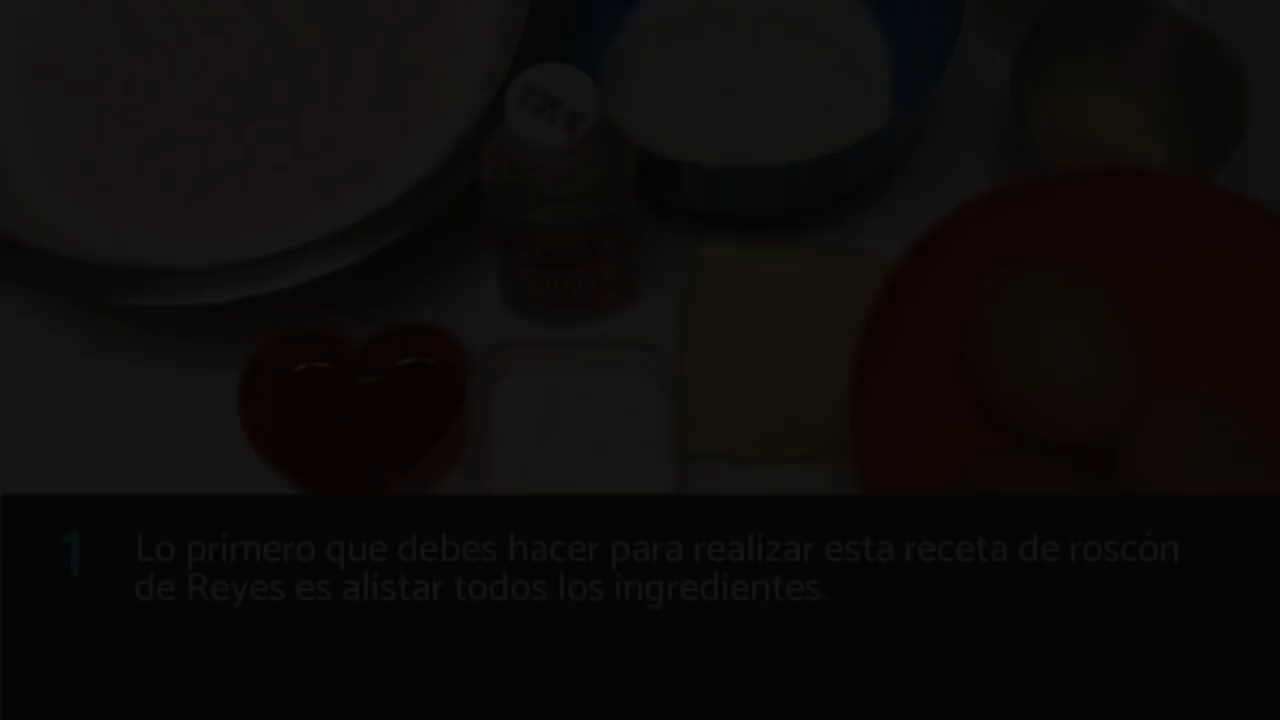 1 Lo primero que debes hacer para realizar esta receta de roscón
de Reyes es alistar todos los ingredientes.